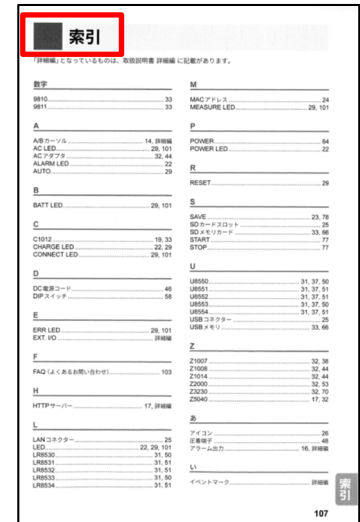 索引
「詳細編」となっているものは、取扱説明書 詳細編 に記載があります。
数字
9810 33
9811 33
A
A/Bカーソル 14, 詳細編
AC LED 29, 101
ACアダプタ 32, 44
ALARM LED 22
AUTO 29
B
BATT LED 29, 101
C
C1012 19, 33
CHARGE LED 22, 29
CONNECT LED 29, 101
D
DC電源コード 46
DIPスイッチ 58
E
ERR LED 29, 101
EXT. I/O 詳細編
F
FAQ(よくあるお問い合わせ) 103
H
HTTPサーバー 17, 詳細編
L
LANコネクター 25
LED 22, 29, 101
LR8530 31, 50
LR8531 31, 51
LR8532 31, 51
LR8533 31, 50
LR8534 31, 51
M
MACアドレス 24
MEASURE LED 29, 101
P
POWER 64
POWER LED 22
R
RESET 29
S
SAVE 23, 78
SDカードスロット 25
SDメモリカード 33, 66
START 77
STOP 77
U
U8550 31, 37, 50
U8551 31, 37, 51
U8552 31, 37, 51
U8553 31, 37, 50
U8554 31, 37, 51
USBコネクター 25
USBメモリ 33, 66
Z
Z1007 32, 38
Z1008 32, 44
Z1014 32, 44
Z2000 32, 53
Z3230 32, 70
Z5040 17, 32
あ
アイコン 26
圧着端子 48
アラーム出力 16, 詳細編
い
イベントマーク 詳細編
索引
107